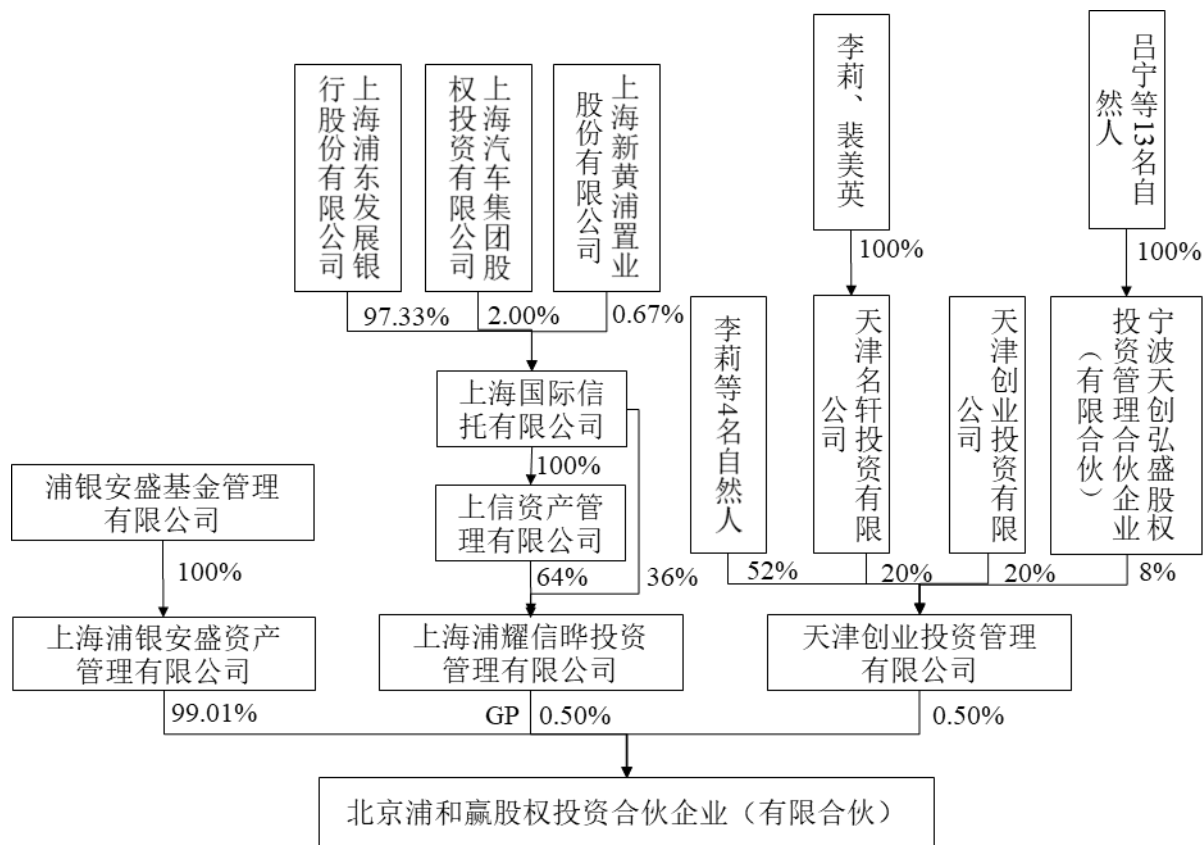 上海浦东发展银
行股份有限公司
上海汽车集团股
权投资有限公司
上海新黄浦置业
股份有限公司
李莉、裴美英
吕宁等13名自
然人
97.33%
2.00%
0.67%
100%
100%
上海国际信
托有限公司
李莉等4名自然人
天津名轩投资有限
公司
天津创业投资有限
公司
宁波天创弘盛股权
投资管理合伙企业
（有限合伙）
100%
浦银安盛基金管理
有限公司
上信资产管
理有限公司
100%
64%
36%
52%
20%
20%
8%
上海浦银安盛资产
管理有限公司
上海浦耀信晔投资
管理有限公司
天津创业投资管理
有限公司
99.01%
GP
0.50%
0.50%
北京浦和赢股权投资合伙企业（有限合伙）